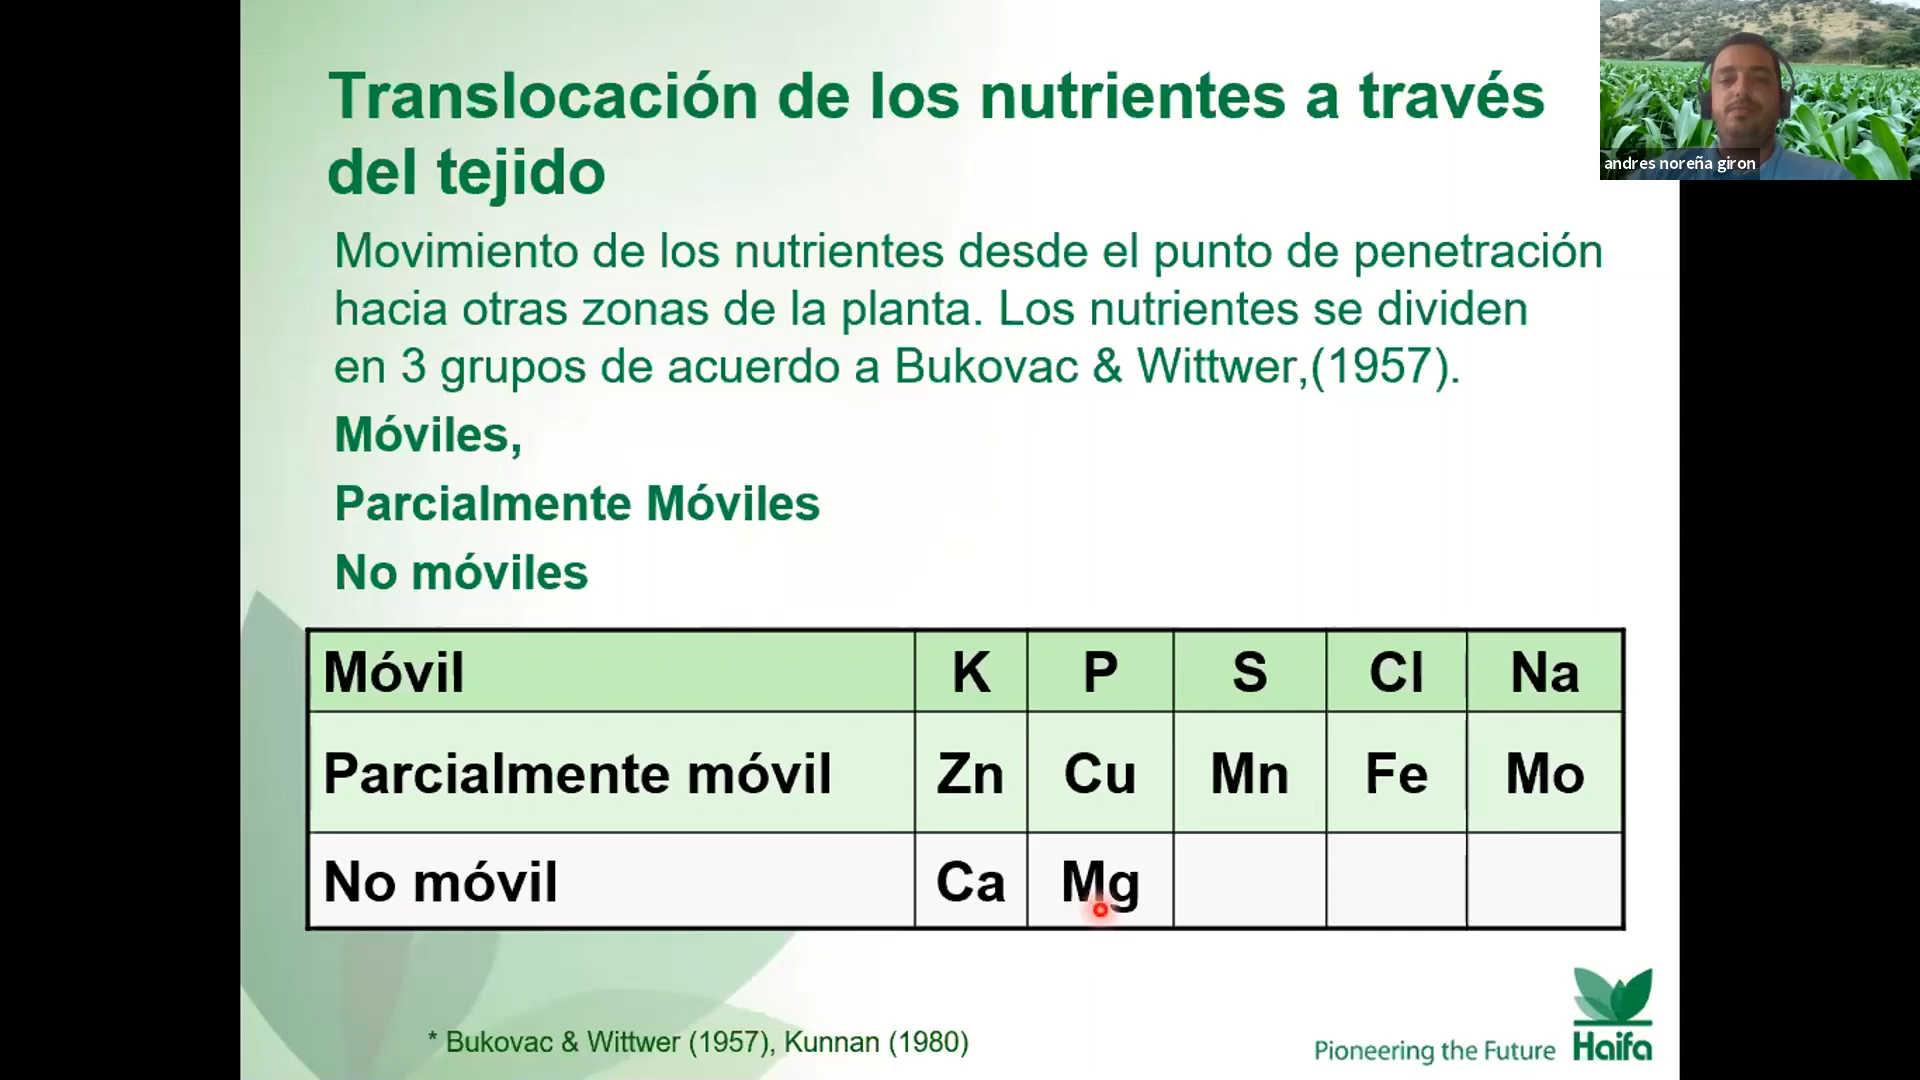 Translocación de los nutrientes a través
del tejido
andres noreña giron
Movimiento de los nutrientes desde el punto de penetración
hacia otras zonas de la planta. Los nutrientes se dividen
en 3 grupos de acuerdo a Bukovac & Wittwer,(1957).
Móviles,
Parcialmente Móviles
No móviles
Móvil K P S Cl Na
Parcialmente móvil Zn Cu Mn Fe Mo
No móvil Ca Mg
* Bukovac & Wittwer (1957), Kunnan (1980)
Pioneering the Future Haifa